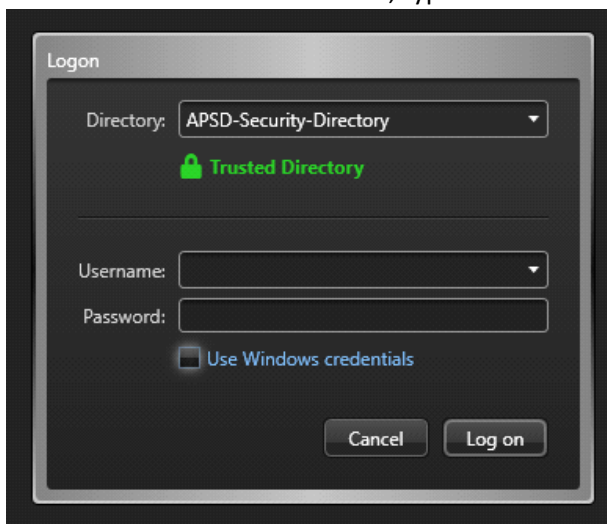 Logon
Directory: APSD-Security-Directory
Trusted Directory
Username:
Password:
Use Windows credentials
Cancel Log on